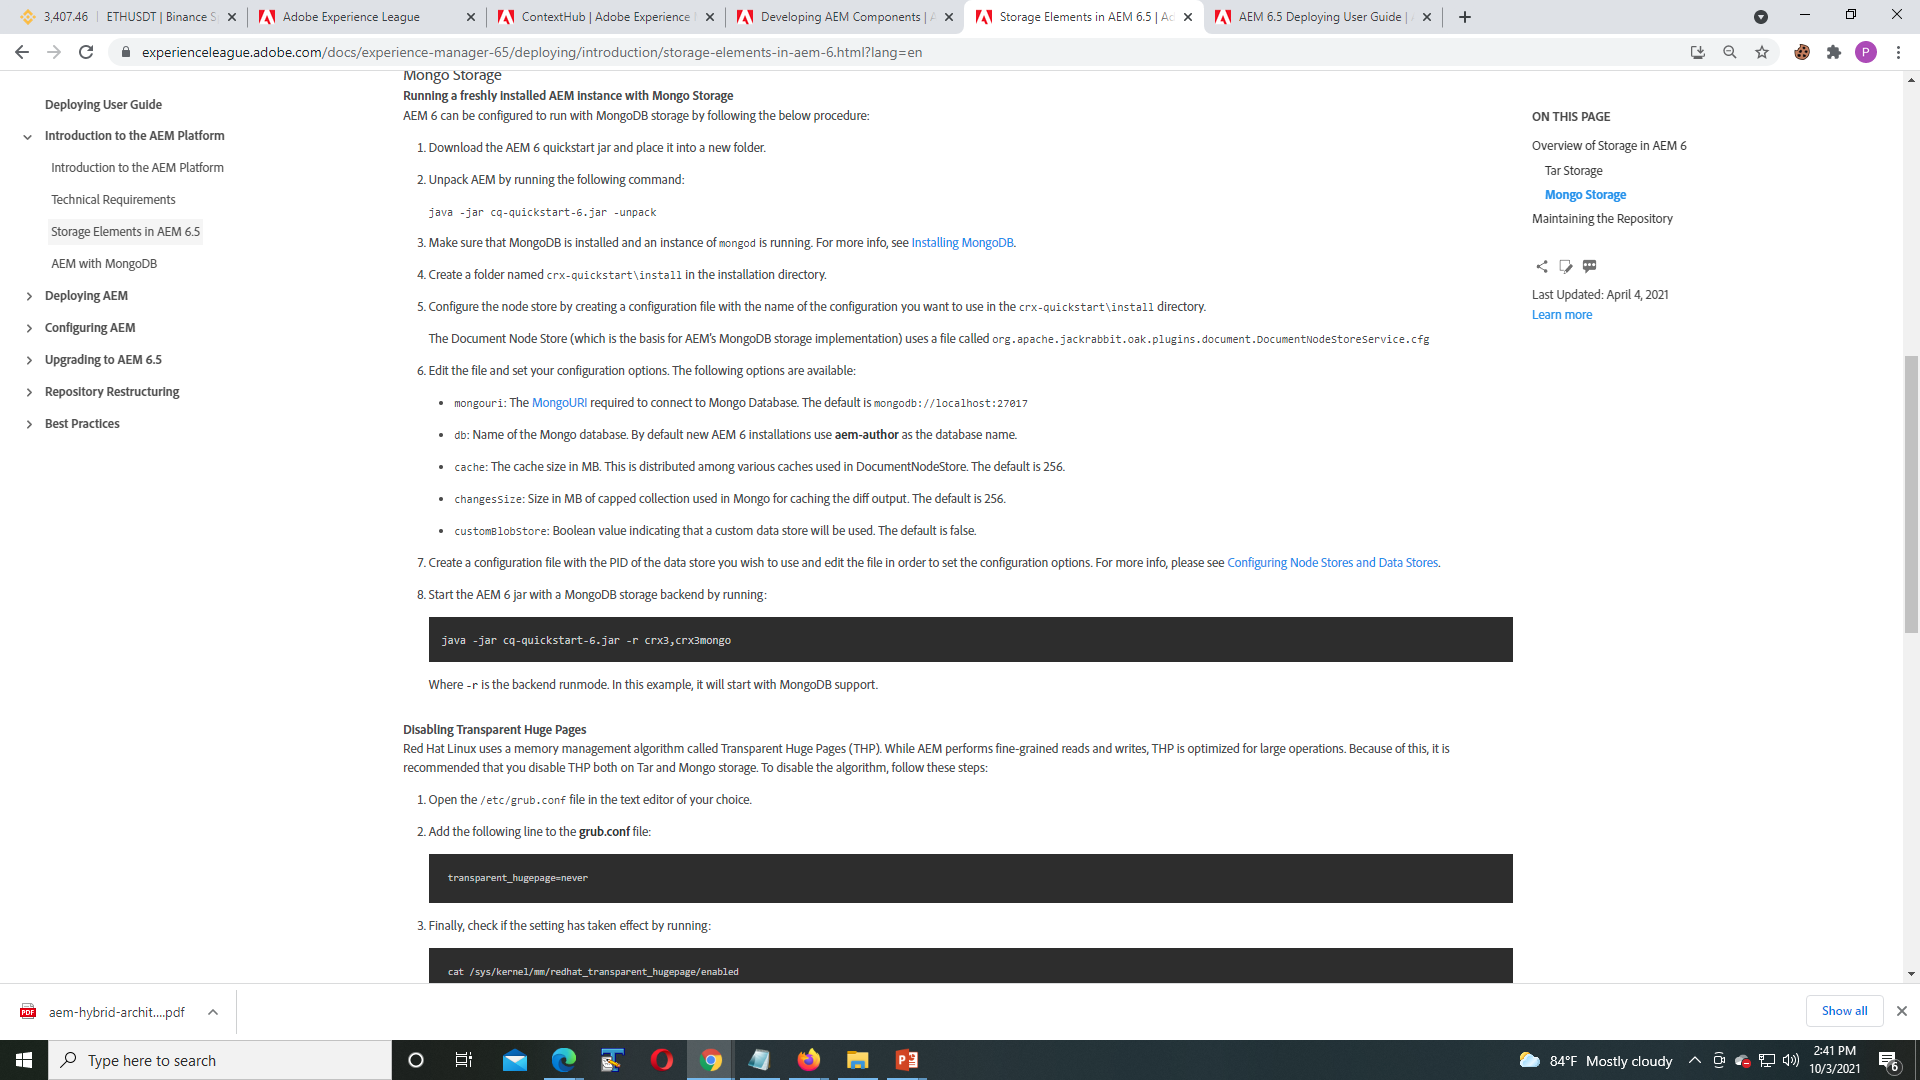 3,407.46 ETHUSDT | Binance S
Adobe Experience League
ContextHub | Adobe Experience
Developing AEM Components |
Storage Elements in AEM 6.5 | Ad
AEM 6.5 Deploying User Guide |
experienceleague.adobe.com/docs/experience-manager-65/deploying/introduction/storage-elements-in-aem-6.html?lang=en
P
Deploying User Guide
Introduction to the AEM Platform
Introduction to the AEM Platform
Technical Requirements
Storage Elements in AEM 6.5
AEM with MongoDB
Deploying AEM
Configuring AEM
Upgrading to AEM 6.5
Repository Restructuring
Best Practices
Mongo Storage
Running a freshly installed AEM instance with Mongo Storage
AEM 6 can be configured to run with MongoDB storage by following the below procedure:
1. Download the AEM 6 quickstart jar and place it into a new folder.
2. Unpack AEM by running the following command:
java -jar cq-quickstart-6.jar -unpack
3. Make sure that MongoDB is installed and an instance of mongod is running. For more info, see Installing MongoDB.
4. Create a folder named crx-quickstart\install in the installation directory.
5. Configure the node store by creating a configuration file with the name of the configuration you want to use in the crx-quickstart\install directory.
The Document Node Store (which is the basis for AEM's MongoDB storage implementation) uses a file called org.apache.jackrabbit.oak.plugins.document.DocumentNodeStoreService.cfg
6. Edit the file and set your configuration options. The following options are available:
• mongouri: The MongoURI required to connect to Mongo Database. The default is mongodb://localhost:27017
• db: Name of the Mongo database. By default new AEM 6 installations use aem-author as the database name.
• cache: The cache size in MB. This is distributed among various caches used in DocumentNodeStore. The default is 256.
• changesSize: Size in MB of capped collection used in Mongo for caching the diff output. The default is 256.
• customBlobStore: Boolean value indicating that a custom data store will be used. The default is false.
7. Create a configuration file with the PID of the data store you wish to use and edit the file in order to set the configuration options. For more info, please see Configuring Node Stores and Data Stores.
8. Start the AEM 6 jar with a MongoDB storage backend by running:
java -jar cq-quickstart-6.jar -r crx3,crx3mongo
Where -r is the backend runmode. In this example, it will start with MongoDB support.
Disabling Transparent Huge Pages
Red Hat Linux uses a memory management algorithm called Transparent Huge Pages (THP). While AEM performs fine-grained reads and writes, THP is optimized for large operations. Because of this, it is
recommended that you disable THP both on Tar and Mongo storage. To disable the algorithm, follow these steps:
1. Open the /etc/grub.conf file in the text editor of your choice.
2. Add the following line to the grub.conf file:
transparent_hugepage=never
3. Finally, check if the setting has taken effect by running:
cat /sys/kernel/mm/redhat_transparent_hugepage/enabled
ON THIS PAGE
Overview of Storage in AEM 6
Tar Storage
Mongo Storage
Maintaining the Repository
Last Updated: April 4, 2021
Learn more
PDF
aem-hybrid-archit....pdf
Show all
Type here to search
84°F Mostly cloudy
2:41 PM
10/3/2021
6